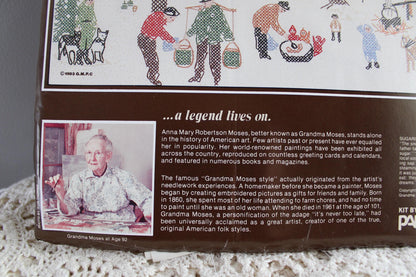 ©1983 G.M.P.C
...a legend lives on.
Anna Mary Robertson Moses, better known as Grandma Moses, stands alone
in the history of American art. Few artists past or present have ever equalled
her in popularity. Her world-renowned paintings have been exhibited all
across the country, reproduced on countless greeting cards and calendars,
and featured in numerous books and magazines.
The famous "Grandma Moses style" actually originated from the artist's
needlework experiences. A homemaker before she became a painter, Moses
began by creating embroidered pictures as gifts for friends and family. Born
in 1860, she spent most of her life attending to farm chores, and had no time
to paint until she was an old woman. When she died in 1961 at the age of 101,
Grandma Moses, a personification of the adage "it's never too late," had
been universally acclaimed as a great artist, creator of one of the true,
original American folk styles.
Grandma Moses at Age 92
KIT BY